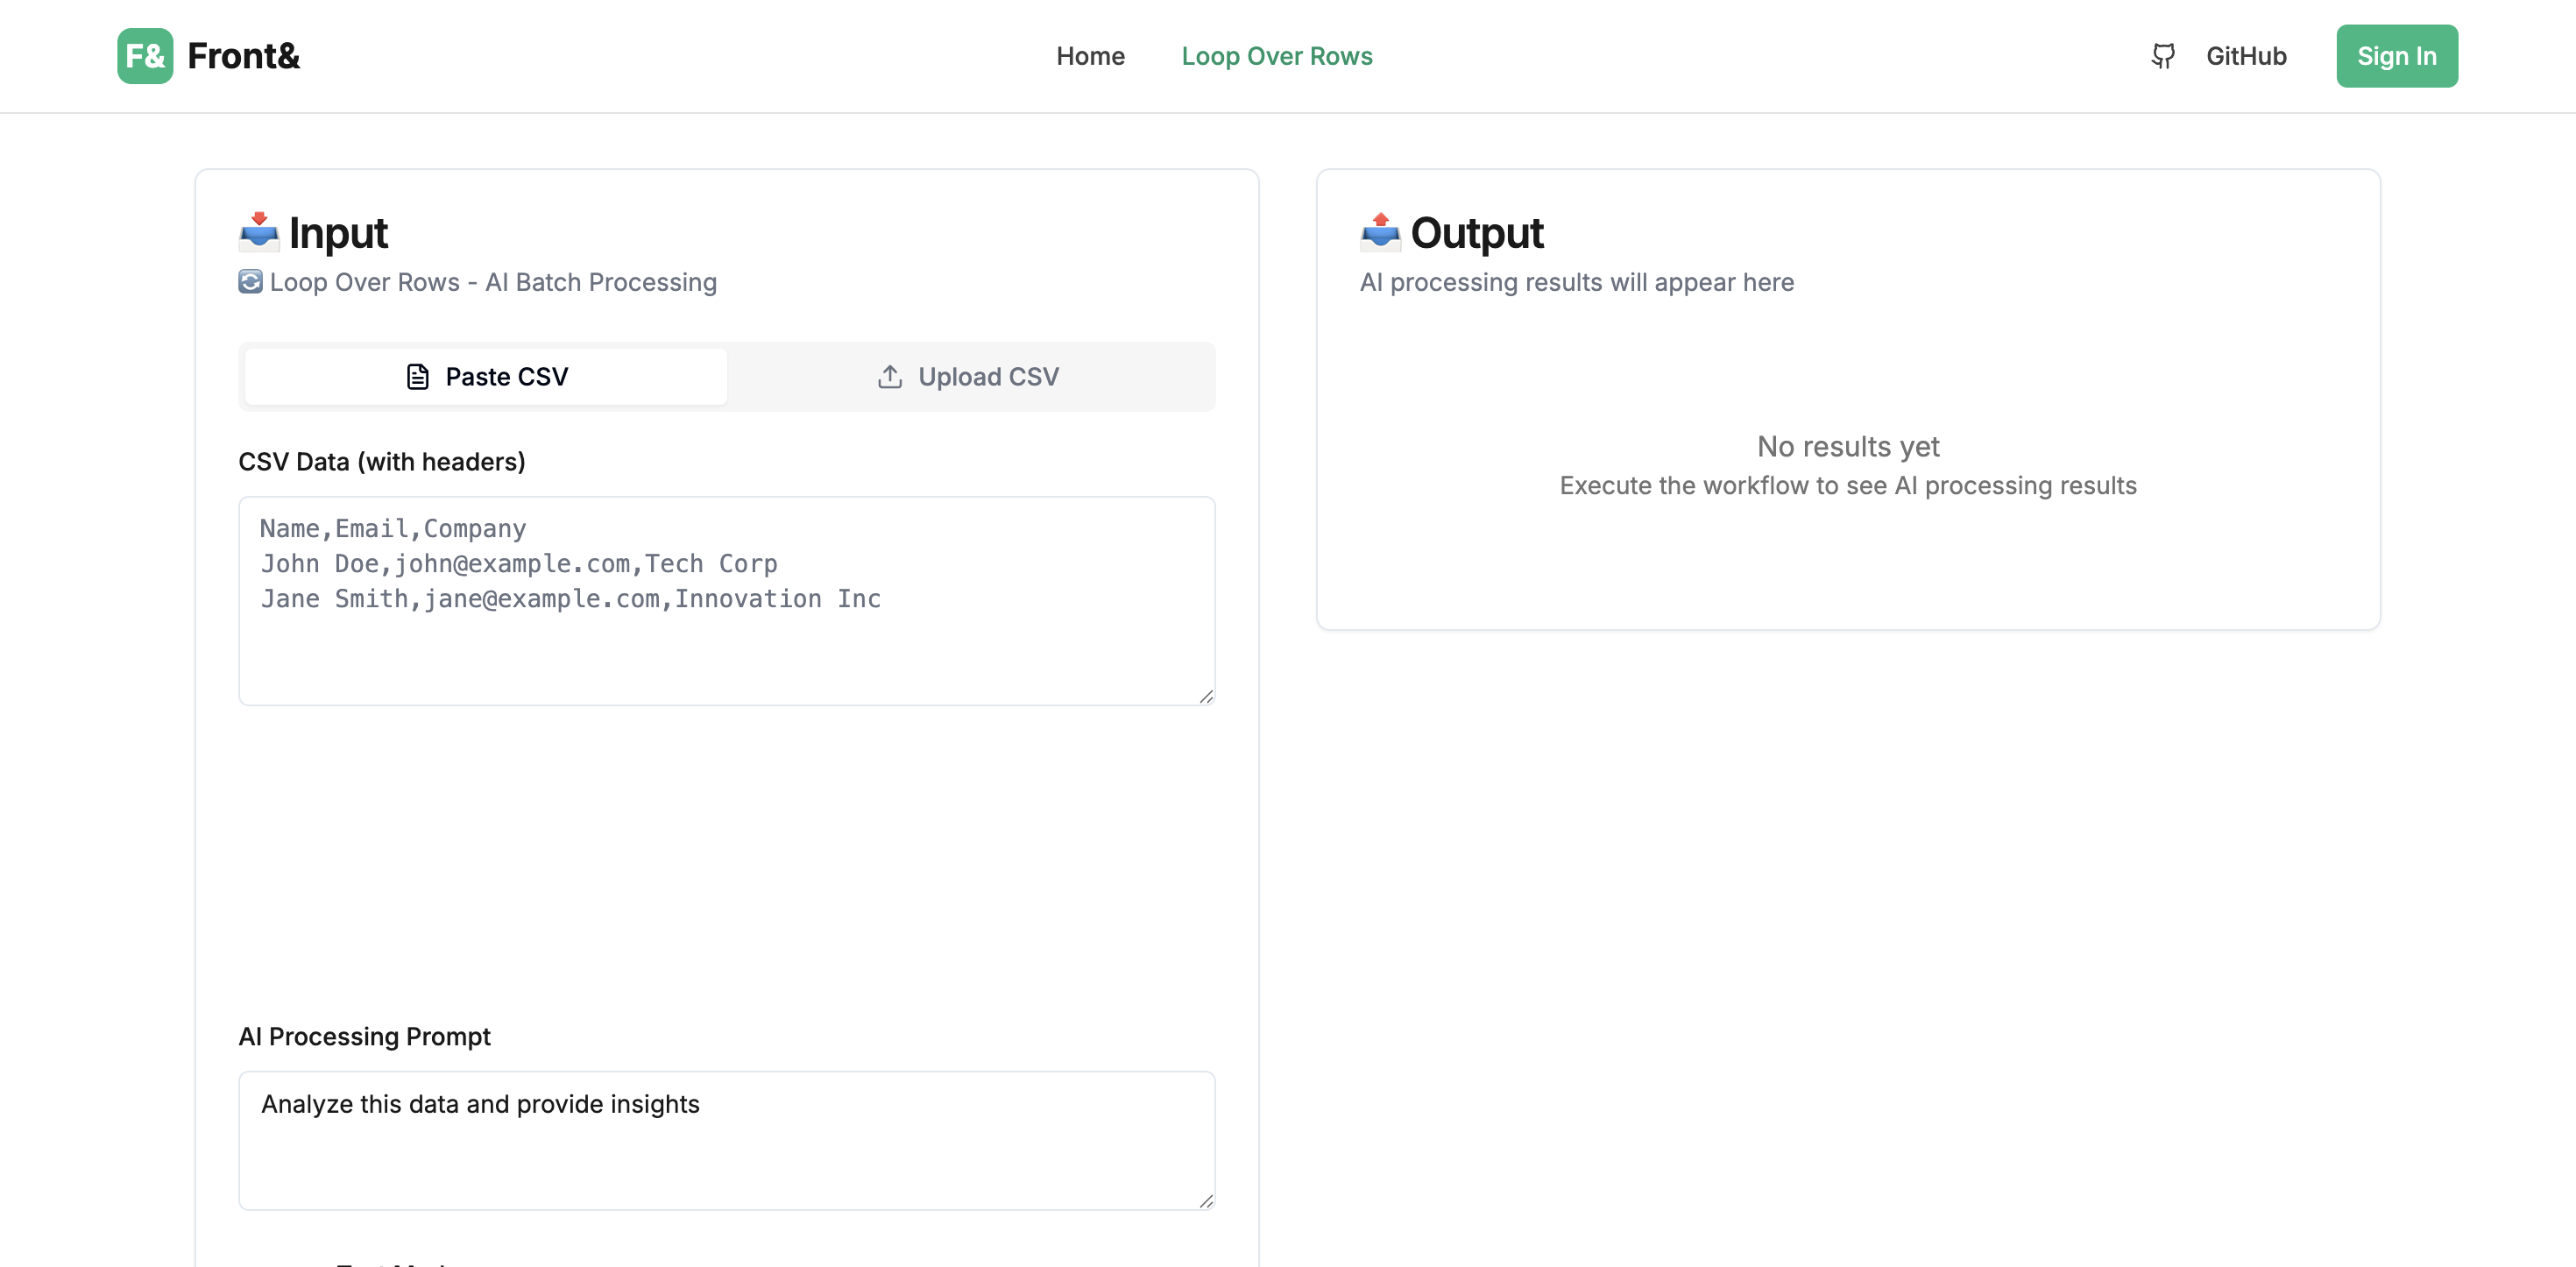 F& Front&
Home
Loop Over Rows
GitHub
Sign In
Input
Loop Over Rows - AI Batch Processing
Paste CSV
Upload CSV
CSV Data (with headers)
Name,Email,Company
John Doe,john@example.com,Tech Corp
Jane Smith,jane@example.com,Innovation Inc
AI Processing Prompt
Analyze this data and provide insights
Output
AI processing results will appear here
No results yet
Execute the workflow to see AI processing results